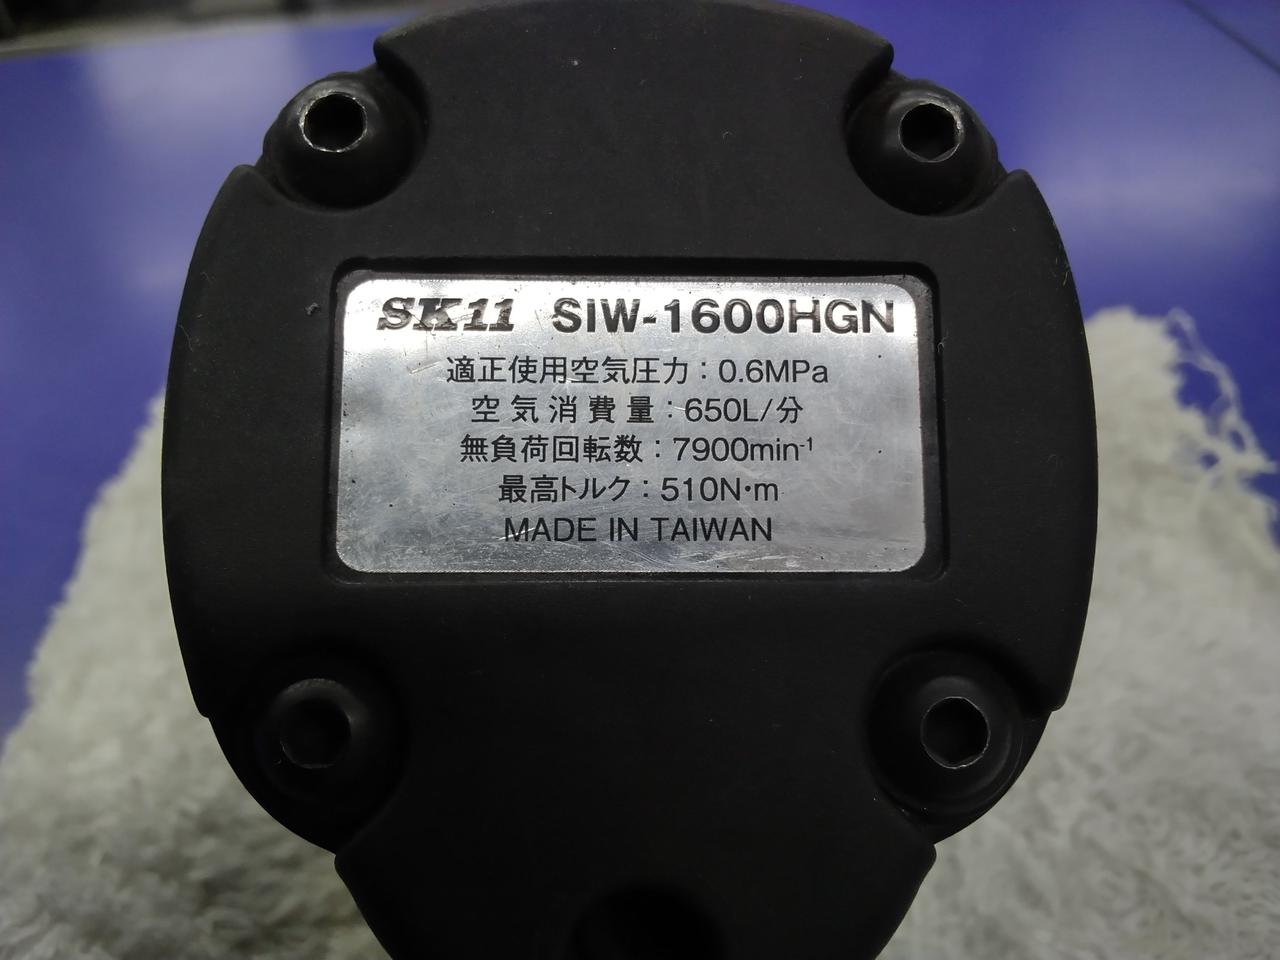 SK11 SIW-1600HGN
適正使用空気圧力：0.6MPa
空気消費量：650L/分
無負荷回転数：7900min⁻¹
最高トルク：510N·m
MADE IN TAIWAN